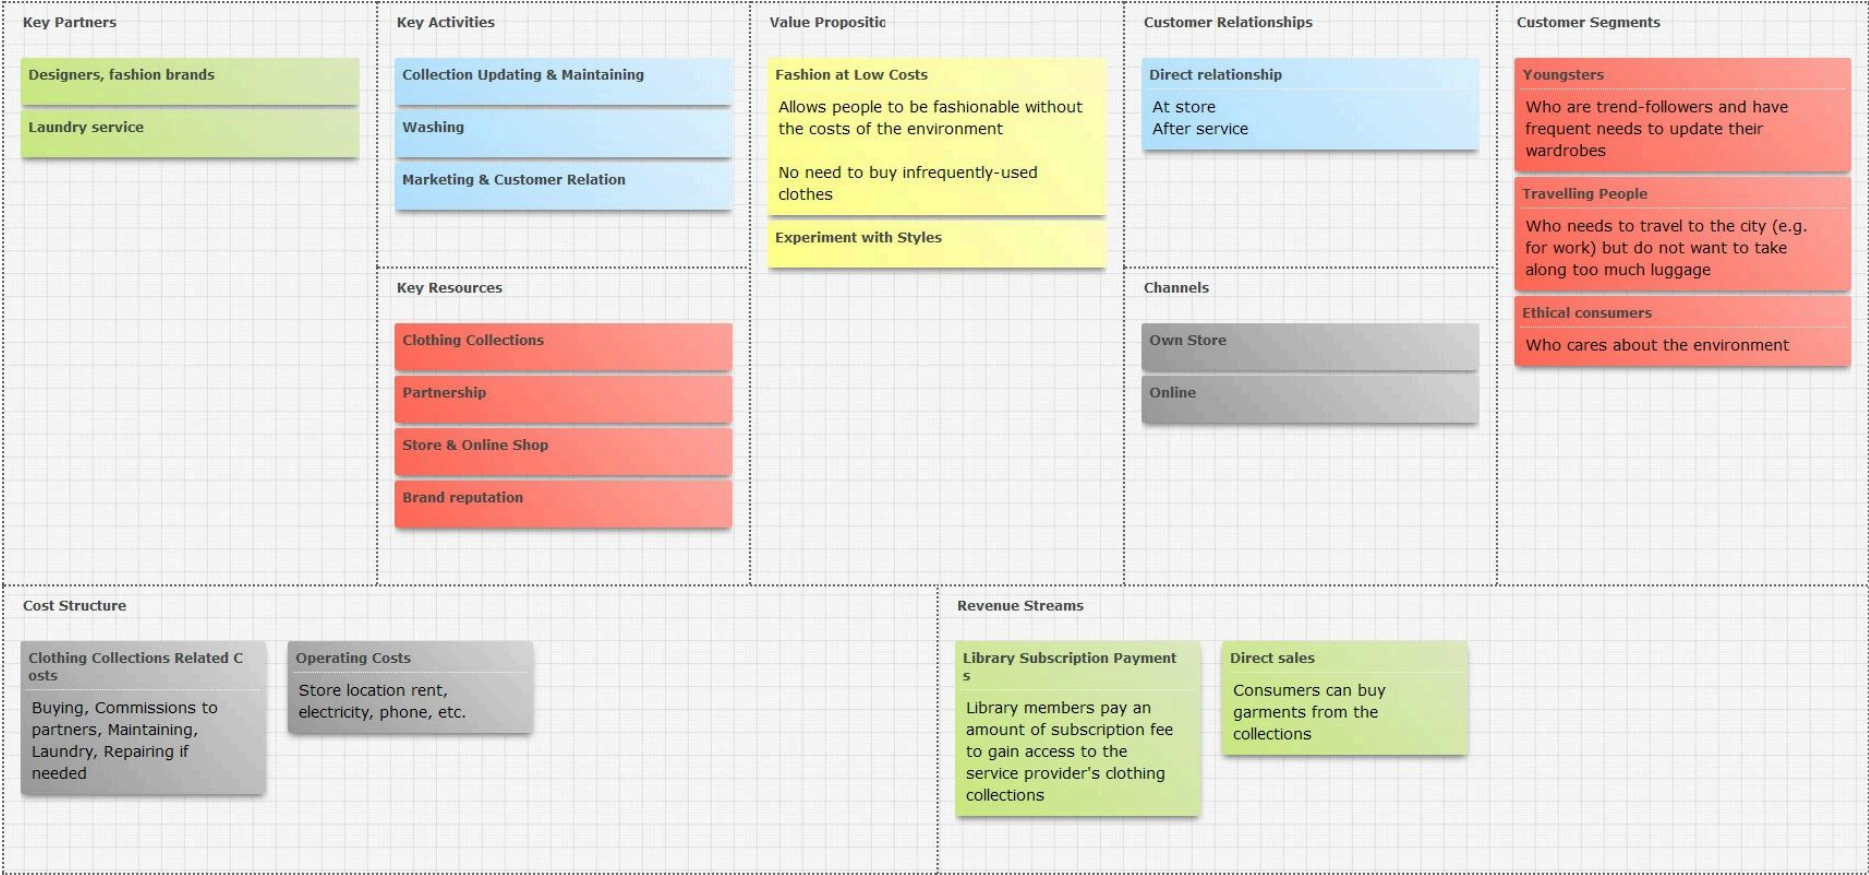 Key Partners
Designers, fashion brands
Laundry service
Key Activities
Collection Updating & Maintaining
Washing
Marketing & Customer Relation
Key Resources
Clothing Collections
Partnership
Store & Online Shop
Brand reputation
Value Propositic
Fashion at Low Costs
Allows people to be fashionable without
the costs of the environment
No need to buy infrequently-used
clothes
Experiment with Styles
Customer Relationships
Direct relationship
At store
After service
Channels
Own Store
Online
Customer Segments
Youngsters
Who are trend-followers and have
frequent needs to update their
wardrobes
Travelling People
Who needs to travel to the city (e.g.
for work) but do not want to take
along too much luggage
Ethical consumers
Who cares about the environment
Cost Structure
Clothing Collections Related C
osts
Buying, Commissions to
partners, Maintaining,
Laundry, Repairing if
needed
Operating Costs
Store location rent,
electricity, phone, etc.
Revenue Streams
Library Subscription Payment
s
Library members pay an
amount of subscription fee
to gain access to the
service provider's clothing
collections
Direct sales
Consumers can buy
garments from the
collections